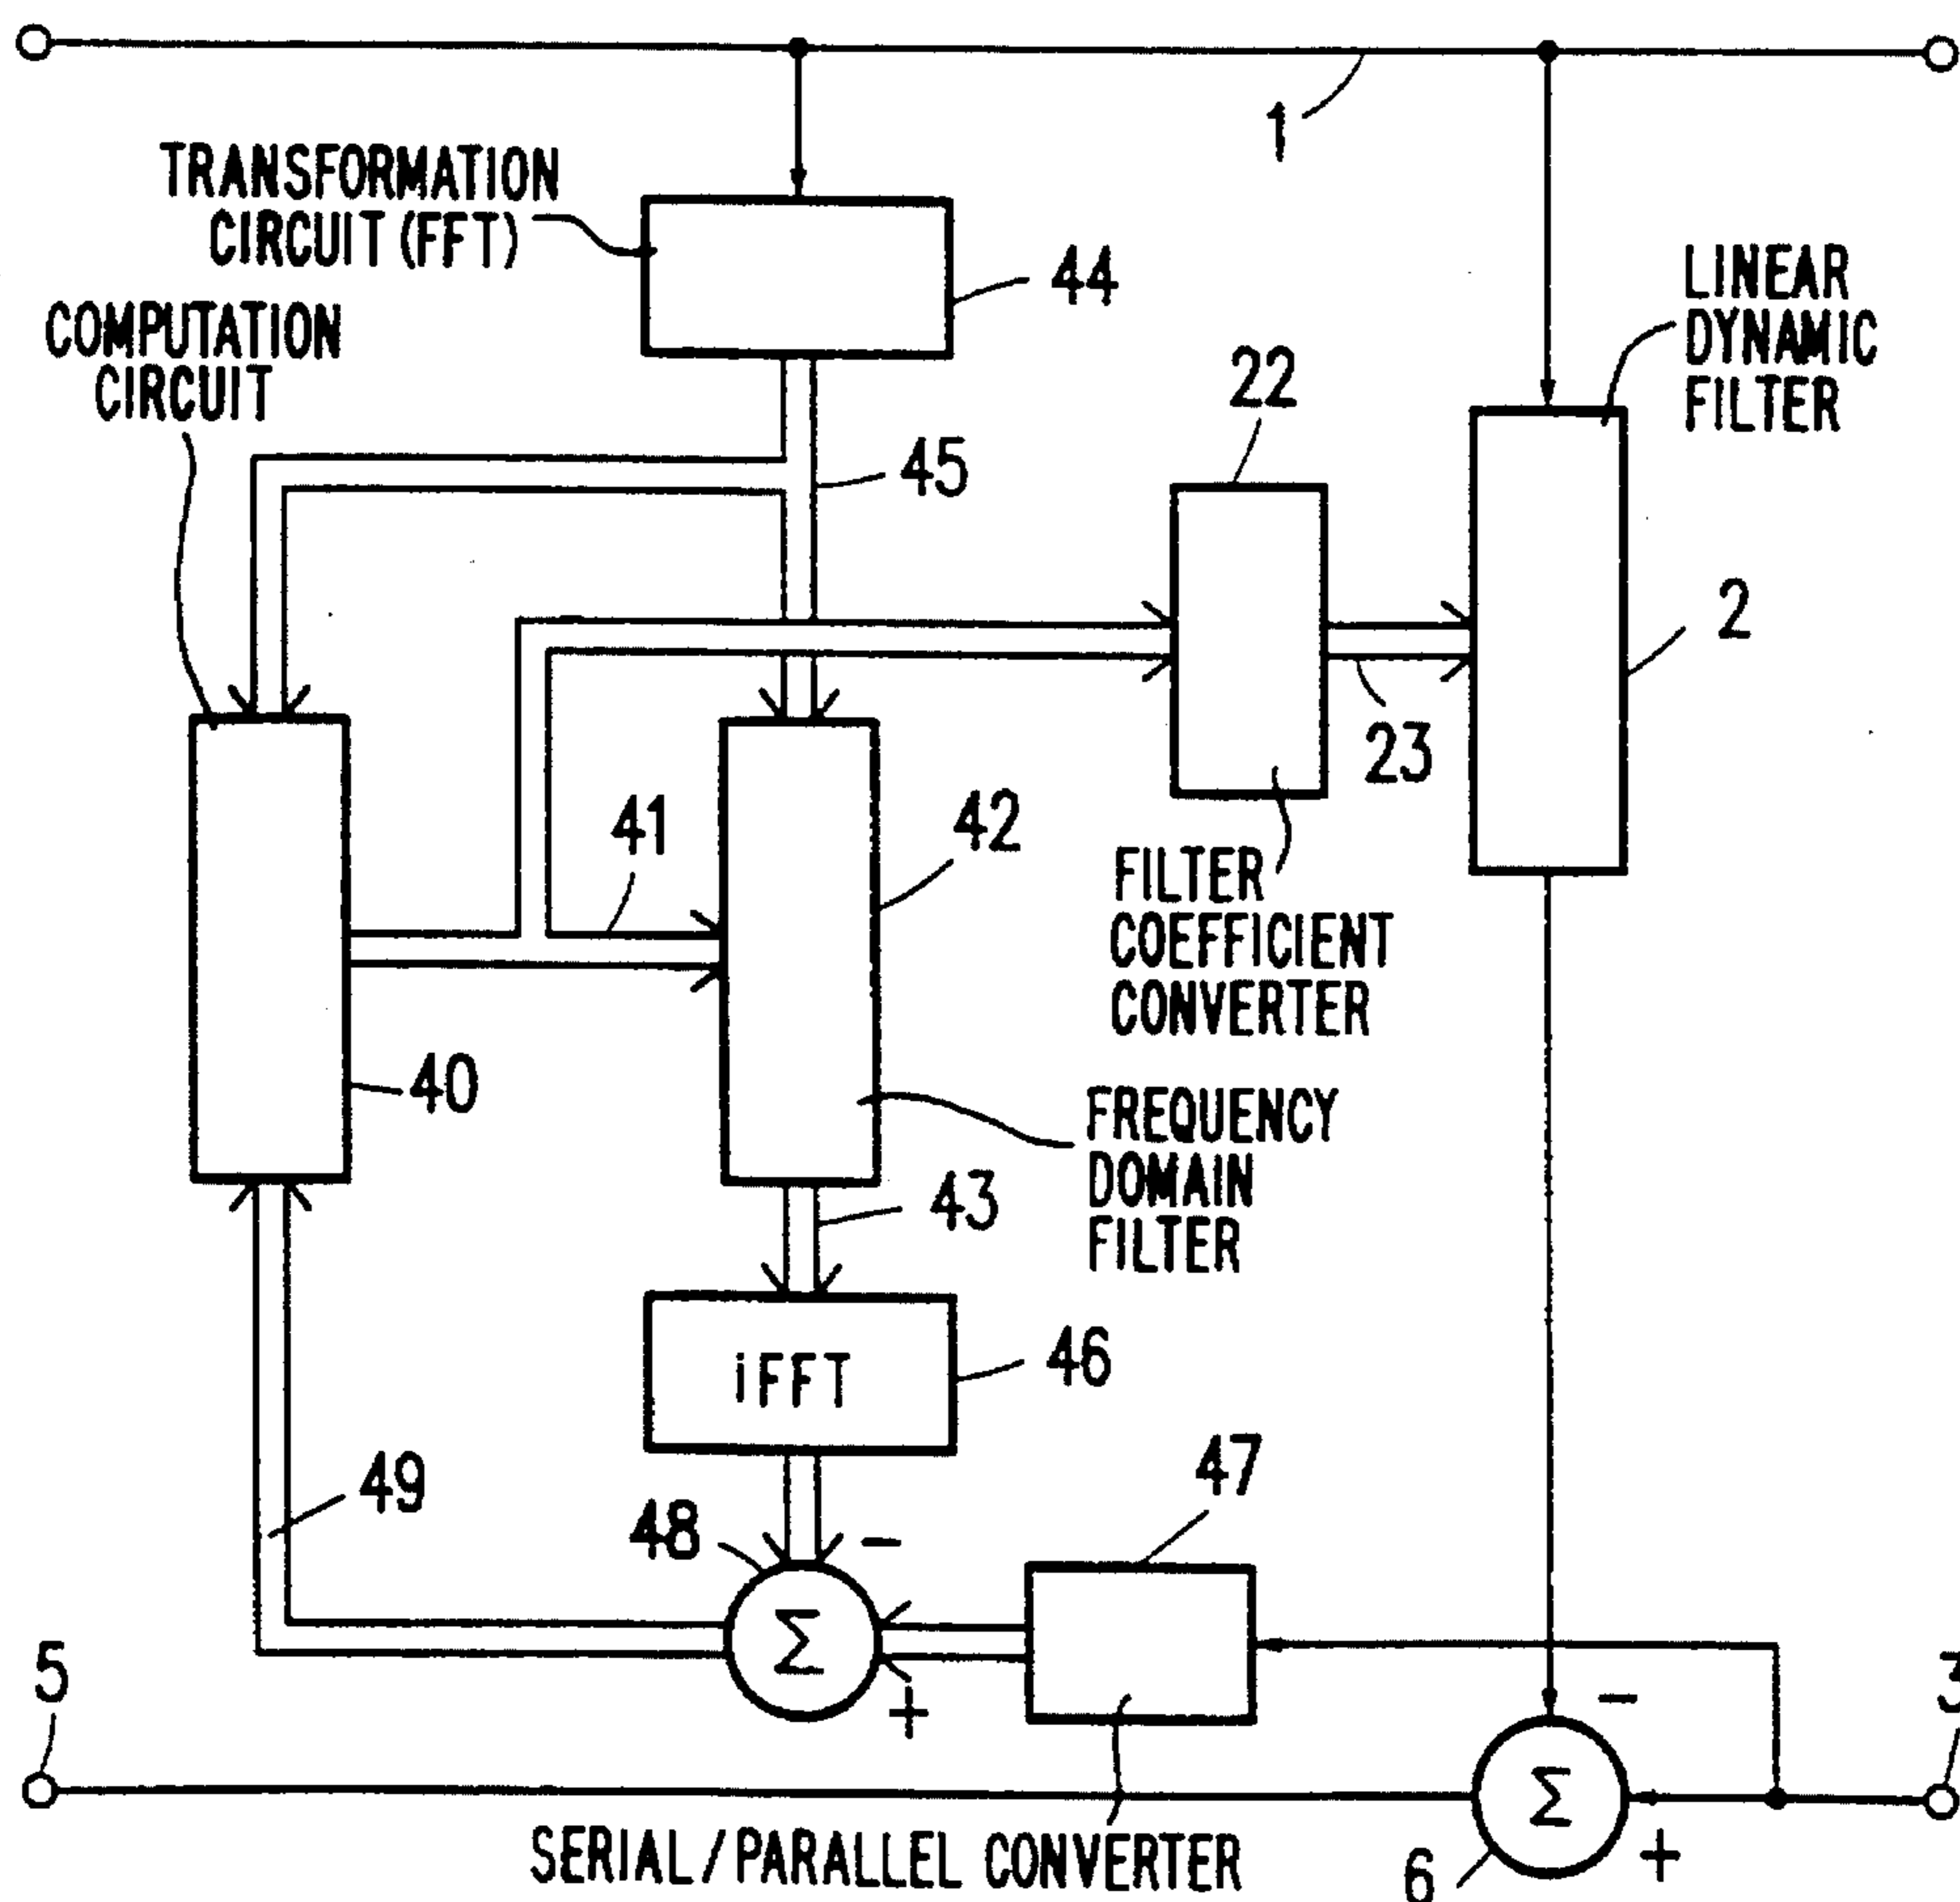 1
TRANSFORMATION
CIRCUIT (FFT)
44
LINEAR
DYNAMIC
FILTER
COMPUTATION
CIRCUIT
22
45
2
23
41
42
FILTER
COEFFICIENT
CONVERTER
40
FREQUENCY
DOMAIN
FILTER
43
iFFT
46
47
49
48
-
Σ
+
5
3
-
Σ
+
6
SERIAL/PARALLEL CONVERTER